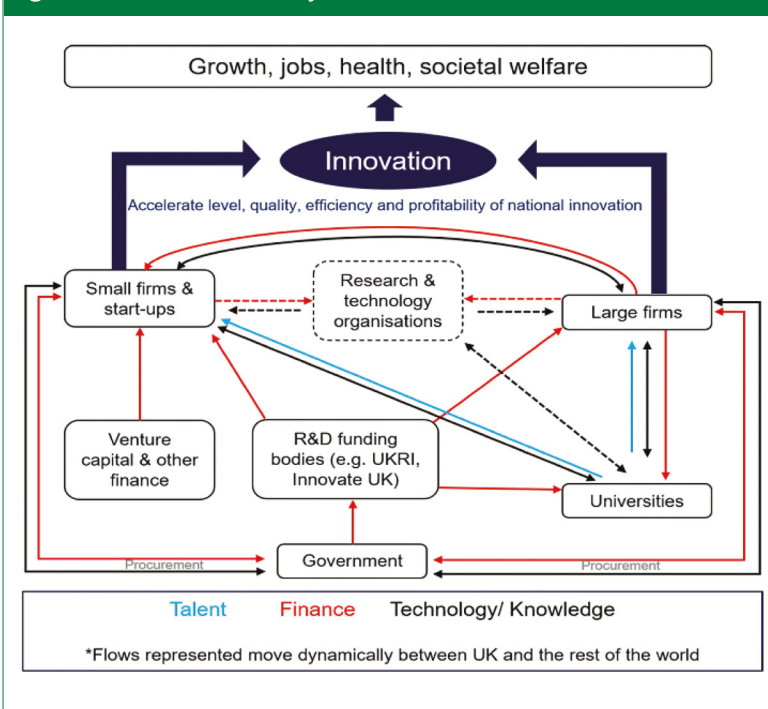 Growth, jobs, health, societal welfare
Innovation
Accelerate level, quality, efficiency and profitability of national innovation
Small firms &
start-ups
Research &
technology
organisations
Large firms
Venture
capital & other
finance
R&D funding
bodies (e.g. UKRI,
Innovate UK)
Universities
Government
Procurement
Procurement
Talent Finance Technology/ Knowledge
*Flows represented move dynamically between UK and the rest of the world